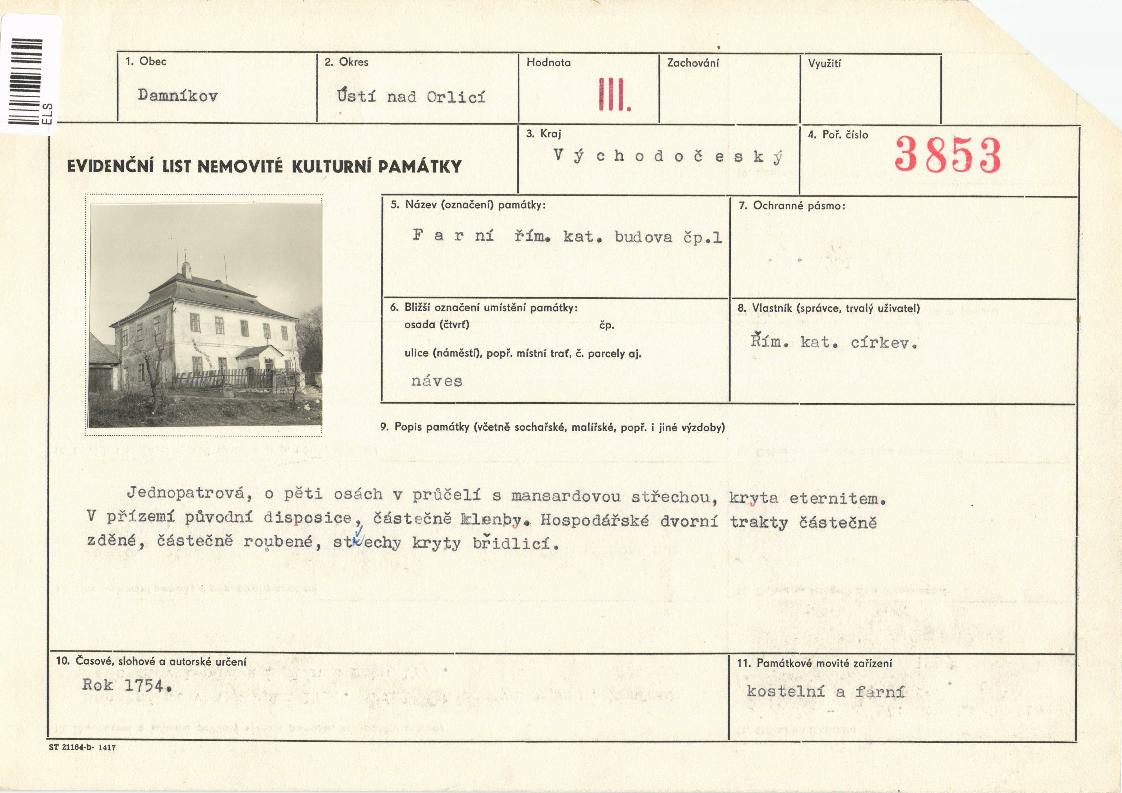 ELS
1. Obec
Damníkov
2. Okres
Ústí nad Orlicí
Hodnota
III.
Zachování
Využití
EVIDENČNÍ LIST NEMOVITÉ KULTURNÍ PAMÁTKY
3. Kraj
Východočeský
4. Poř. číslo
3853
5. Název (označení) památky:
Farní řím. kat. budova čp.1
7. Ochranné pásmo:
6. Bližší označení umístění památky:
osada (čtvrť) čp.
ulice (náměstí), popř. místní trať, č. parcely aj.
náves
8. Vlastník (správce, trvalý uživatel)
Řím. kat. církev.
9. Popis památky (včetně sochařské, malířské, popř. i jiné výzdoby)
Jednopatrová, o pěti osách v průčelí s mansardovou střechou, kryta eternitem.
V přízemí původní disposice, částečně klenby. Hospodářské dvorní trakty částečně
zděné, částečně roubené, střechy kryty břidlicí.
10. Časové, slohové a autorské určení
Rok 1754.
11. Památkové movité zařízení
kostelní a farní
ST 21164-b- 1417